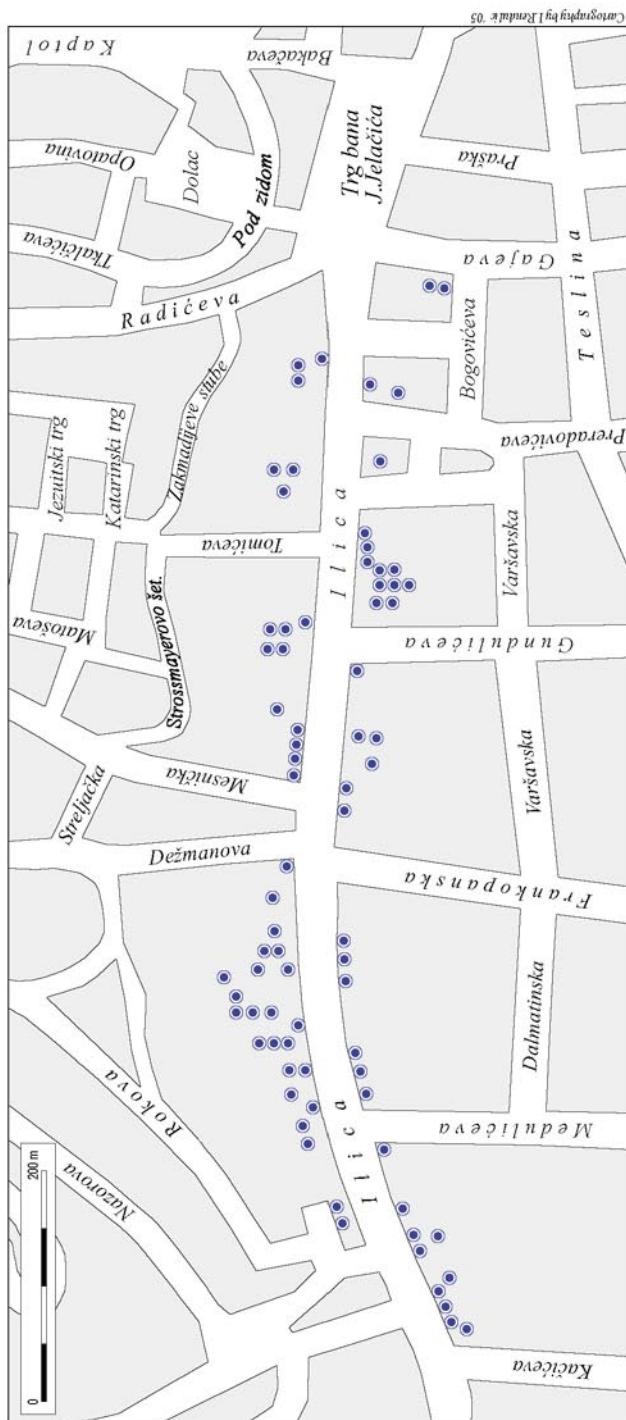 Cartography by I Rendulić '05
Kaptol
Bakačeva
Opatovina
Dolac
Pod zidom
Trg bana
J.Jelačića
Praška
Tkalčićeva
Radićeva
Gajeva
Teslina
Bogovićeva
Zakmadijeve stube
Jezuitski trg
Katarinski trg
Preradovićeva
Ilica
Tomićeva
Varšavska
Matoševa
Strossmayerovo šet.
Gundulićeva
Streljačka
Mesnička
Varšavska
Dežmanova
Frankopanska
Dalmatinska
Rokova
Ilica
Medulićeva
Nazorova
200 m
0
Kačićeva